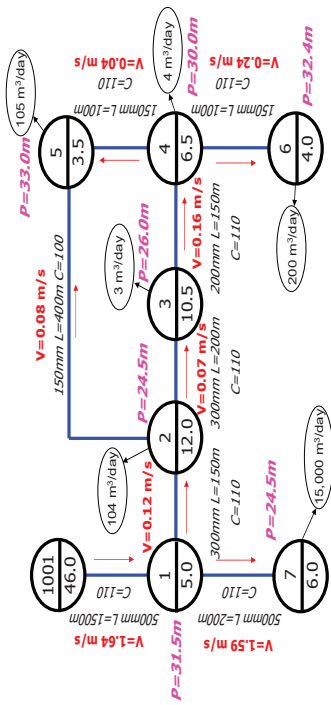 1001
46.0
500mm L=1500m
C=110
V=1.64 m/s
1
5.0
P=31.5m
500mm L=200m
C=110
V=1.59 m/s
7
6.0
P=24.5m
15,000 m³/day
V=0.12 m/s
300mm L=150m
C=110
104 m³/day
2
12.0
P=24.5m
V=0.08 m/s
150mm L=400m C=100
V=0.07 m/s
300mm L=200m
C=110
3 m³/day
3
10.5
P=26.0m
V=0.16 m/s
200mm L=150m
C=110
105 m³/day
5
3.5
P=33.0m
150mm L=100m
C=110
V=0.04 m/s
4 m³/day
4
6.5
P=30.0m
150mm L=100m
C=110
V=0.24 m/s
6
4.0
P=32.4m
200 m³/day